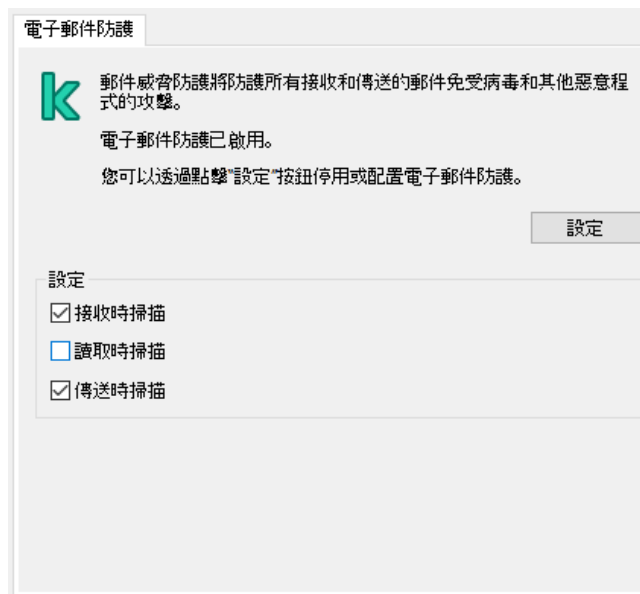 電子郵件防護
郵件威脅防護將防護所有接收和傳送的郵件免受病毒和其他惡意程
式的攻擊。
電子郵件防護已啟用。
您可以透過點擊"設定"按鈕停用或配置電子郵件防護。
設定
設定
接收時掃描
讀取時掃描
傳送時掃描